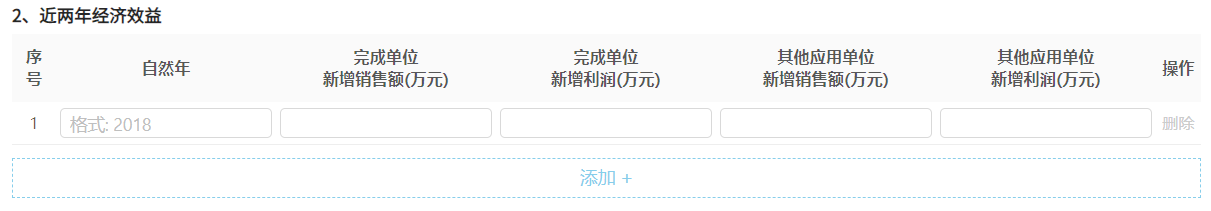 2、近两年经济效益
序号 自然年 完成单位新增销售额(万元) 完成单位新增利润(万元) 其他应用单位新增销售额(万元) 其他应用单位新增利润(万元) 操作
1 格式: 2018 删除
添加 +